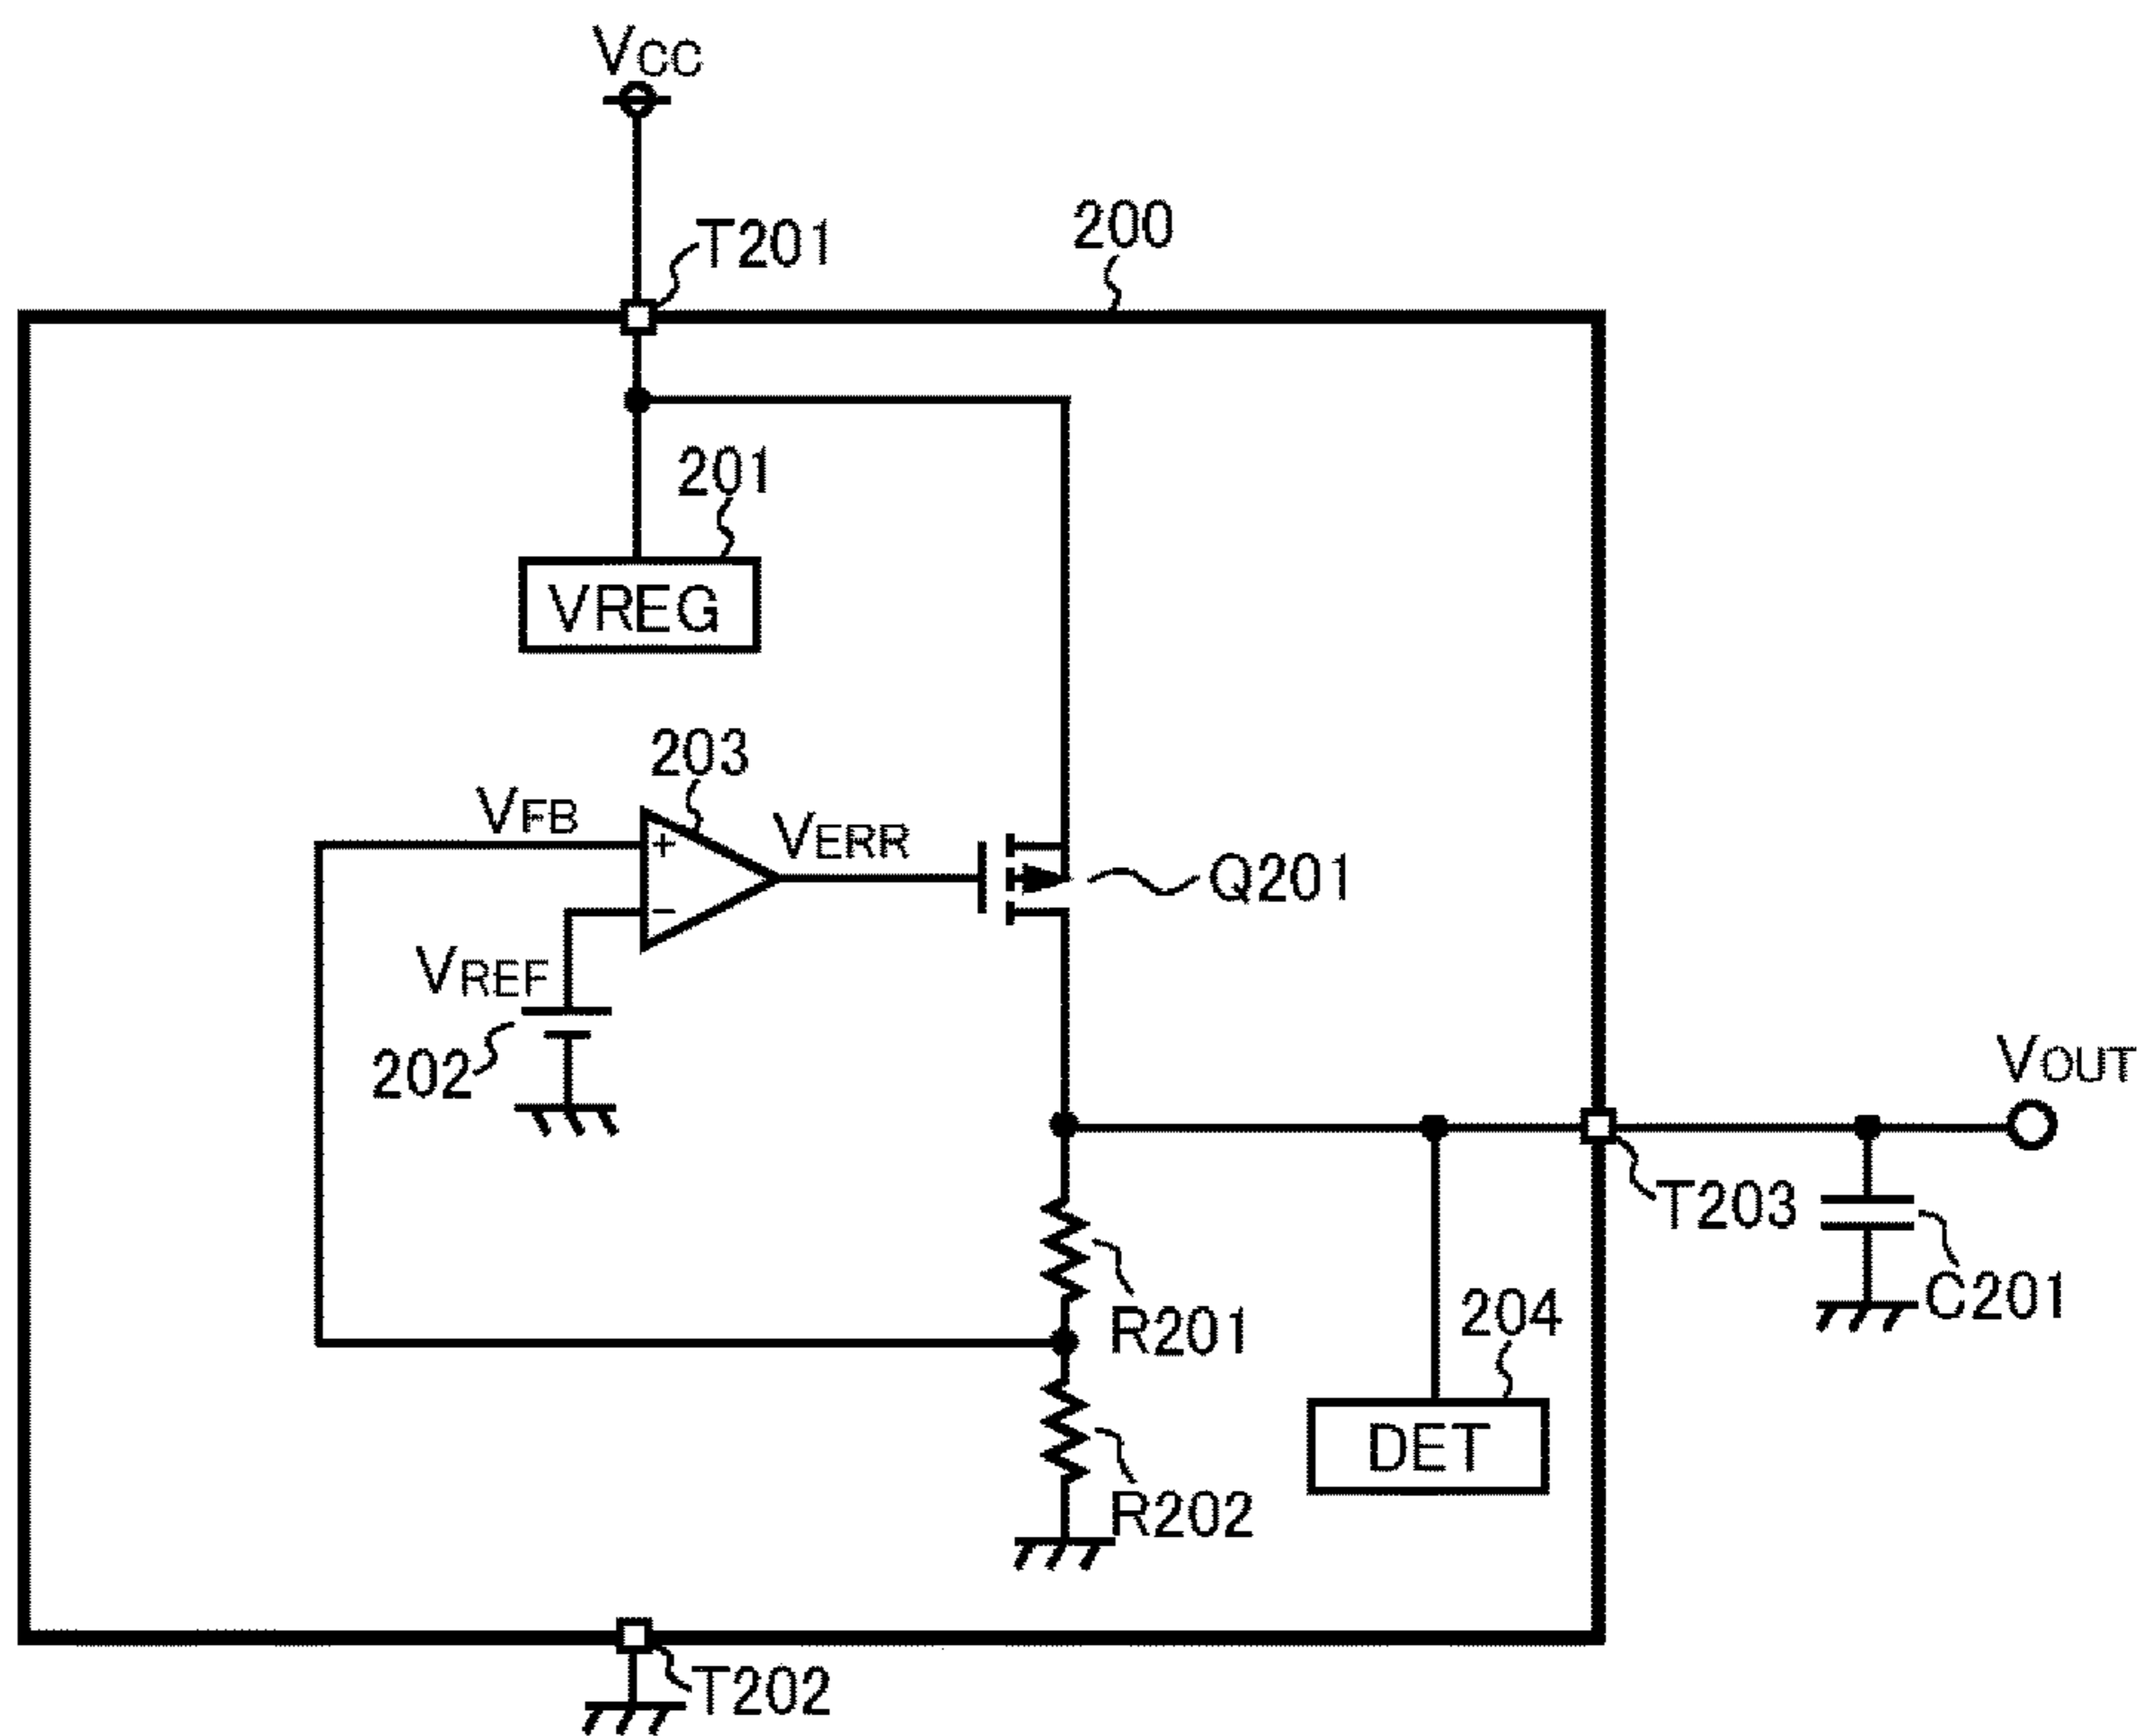 VCC
T201
200
201
VREG
203
VFB
+
VERR
Q201
−
VREF
202
VOUT
T203
C201
R201
204
DET
R202
T202